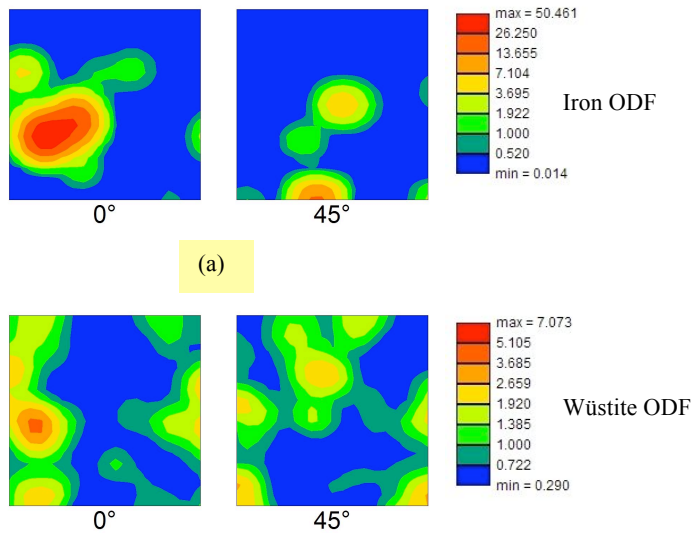 max = 50.461
26.250
13.655
7.104
3.695
1.922
1.000
0.520
min = 0.014
Iron ODF
0°
45°
(a)
max = 7.073
5.105
3.685
2.659
1.920
1.385
1.000
0.722
min = 0.290
Wüstite ODF
0°
45°